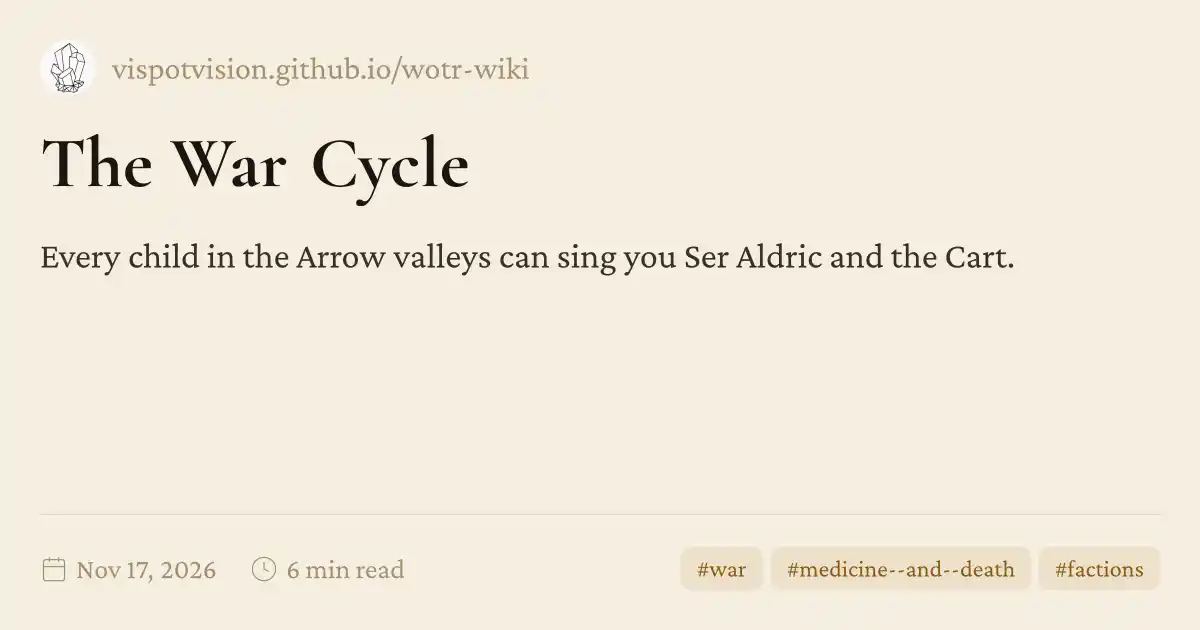 vispotvision.github.io/wotr-wiki
The War Cycle
Every child in the Arrow valleys can sing you Ser Aldric and the Cart.
Nov 17, 2026
6 min read
#war
#medicine--and--death
#factions